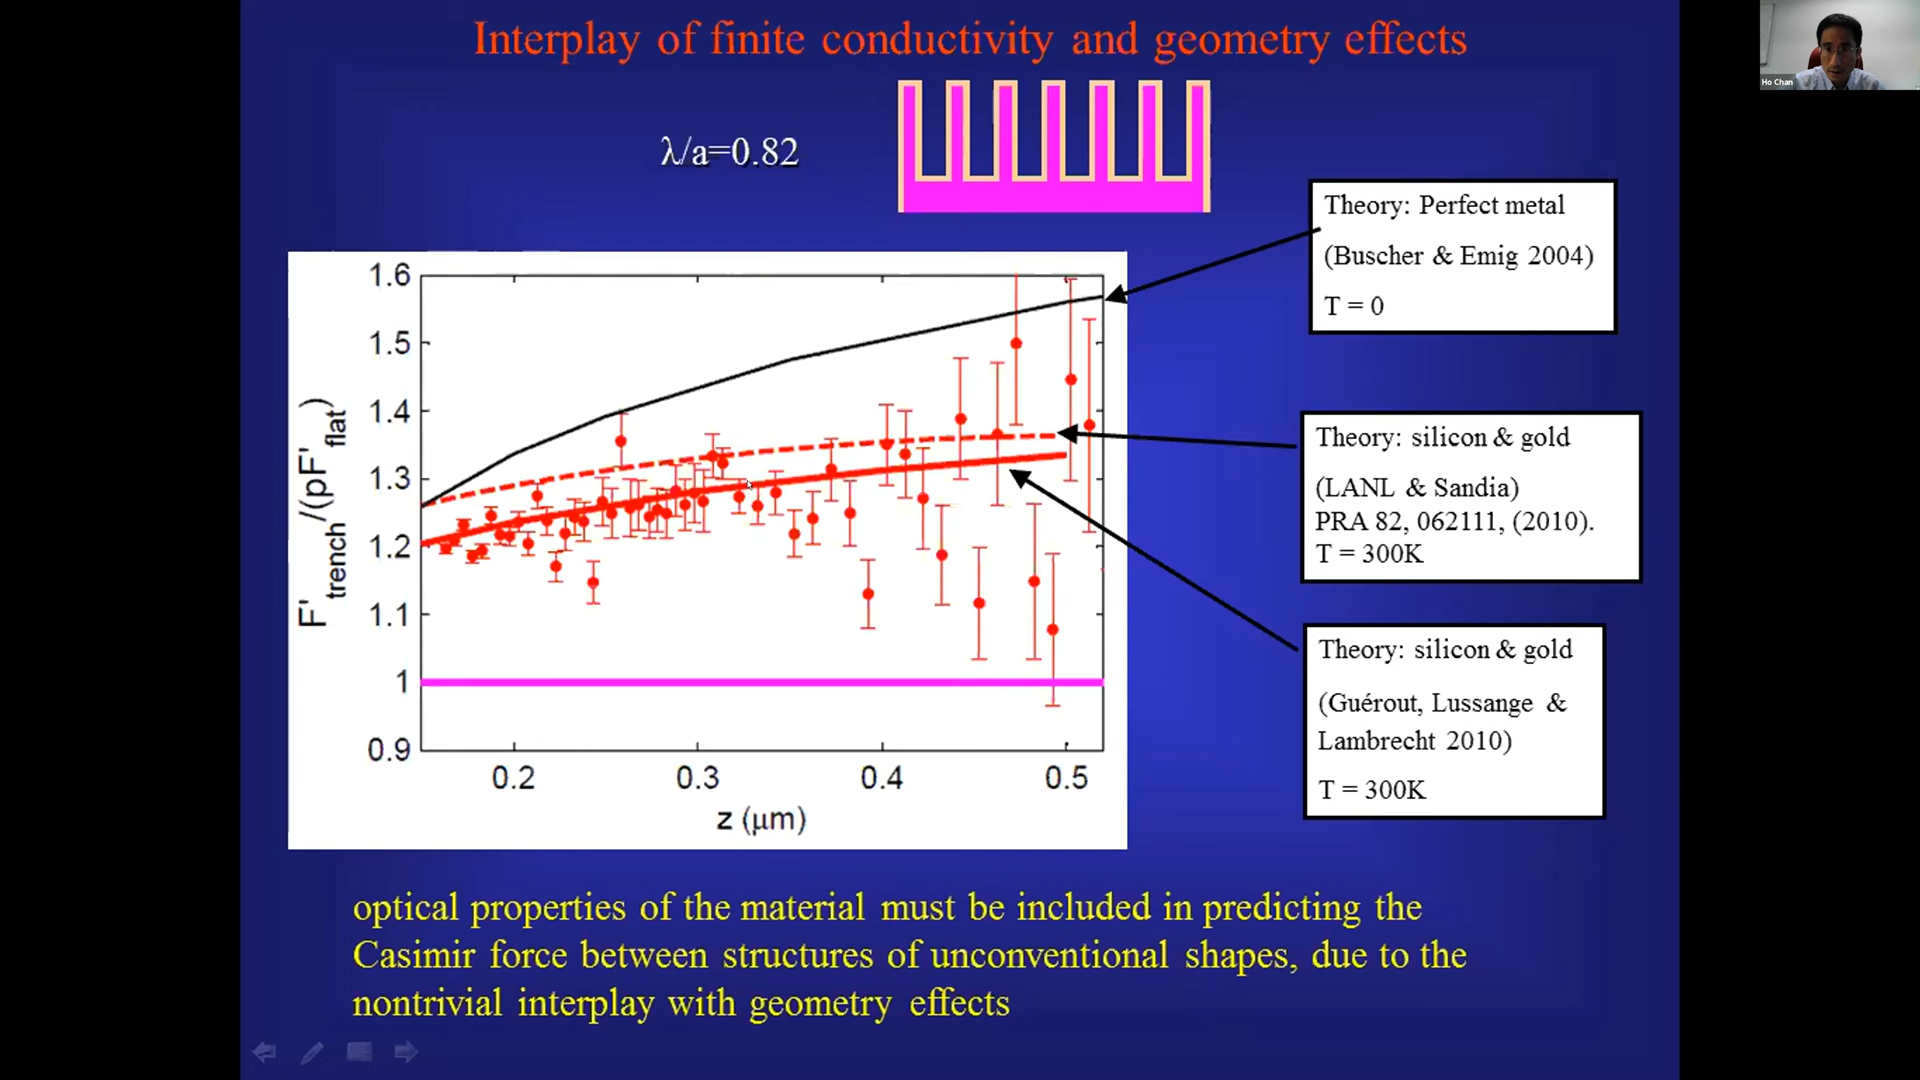 Interplay of finite conductivity and geometry effects
Ho Chan
λ/a=0.82
Theory: Perfect metal
(Buscher & Emig 2004)
T = 0
1.6
1.5
1.4
1.3
1.2
1.1
1
0.9
F'trench/(pF'flat)
0.2 0.3 0.4 0.5
z (μm)
Theory: silicon & gold
(LANL & Sandia)
PRA 82, 062111, (2010).
T = 300K
Theory: silicon & gold
(Guérout, Lussange &
Lambrecht 2010)
T = 300K
optical properties of the material must be included in predicting the
Casimir force between structures of unconventional shapes, due to the
nontrivial interplay with geometry effects